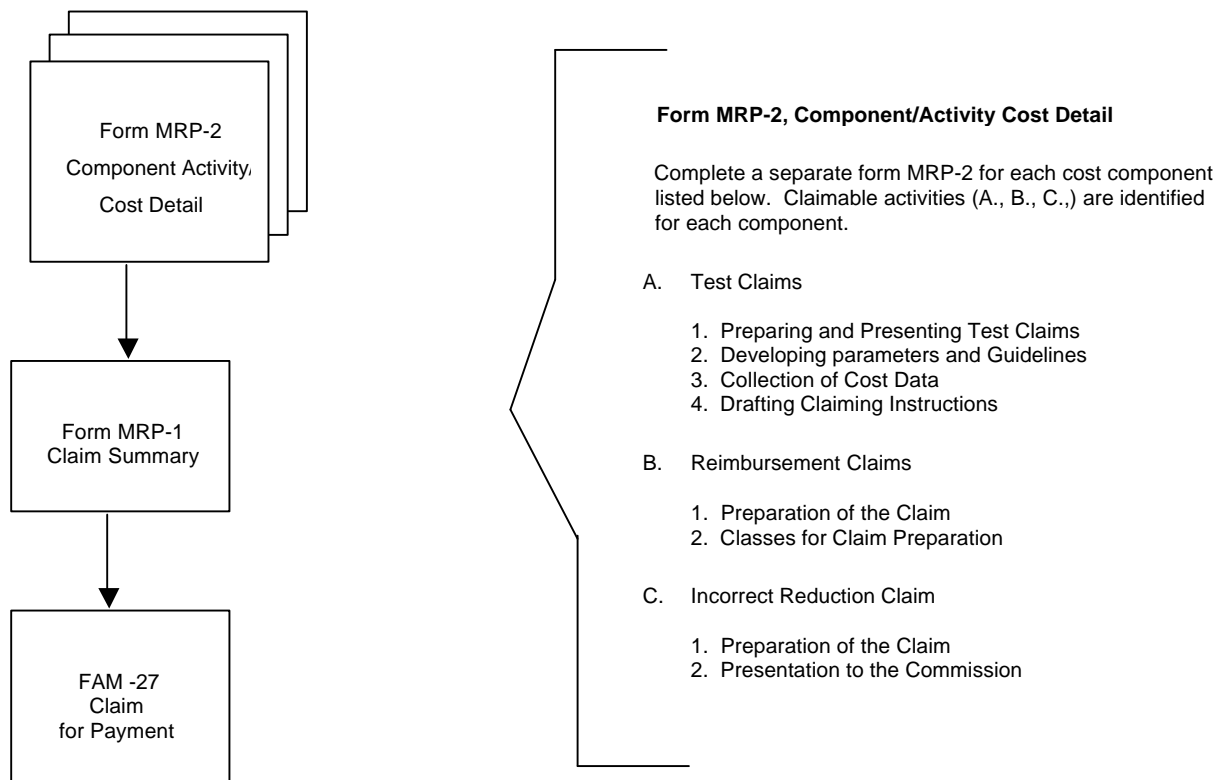 Form MRP-2
Component Activity/
Cost Detail
Form MRP-1
Claim Summary
FAM -27
Claim
for Payment
Form MRP-2, Component/Activity Cost Detail
Complete a separate form MRP-2 for each cost component
listed below. Claimable activities (A., B., C.,) are identified
for each component.
A. Test Claims
1. Preparing and Presenting Test Claims
2. Developing parameters and Guidelines
3. Collection of Cost Data
4. Drafting Claiming Instructions
B. Reimbursement Claims
1. Preparation of the Claim
2. Classes for Claim Preparation
C. Incorrect Reduction Claim
1. Preparation of the Claim
2. Presentation to the Commission